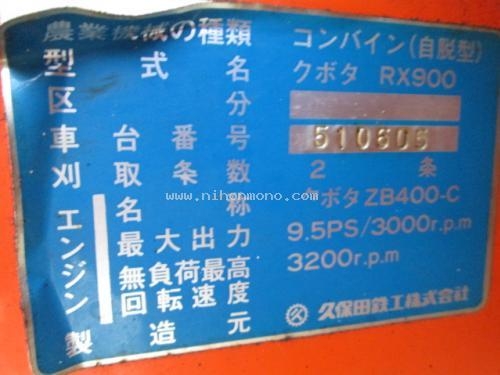 農業機械の種類 コンバイン(自脱型)
型式名 クボタ RX900
区分
車台番号 510605
刈取条数 2条
エンジン
名称 クボタZB400-C
最大出力 9.5PS/3000r.p.m
無負荷最高回転速度 3200r.p.m
製造元 久保田鉄工株式会社
www.nihonmono.com